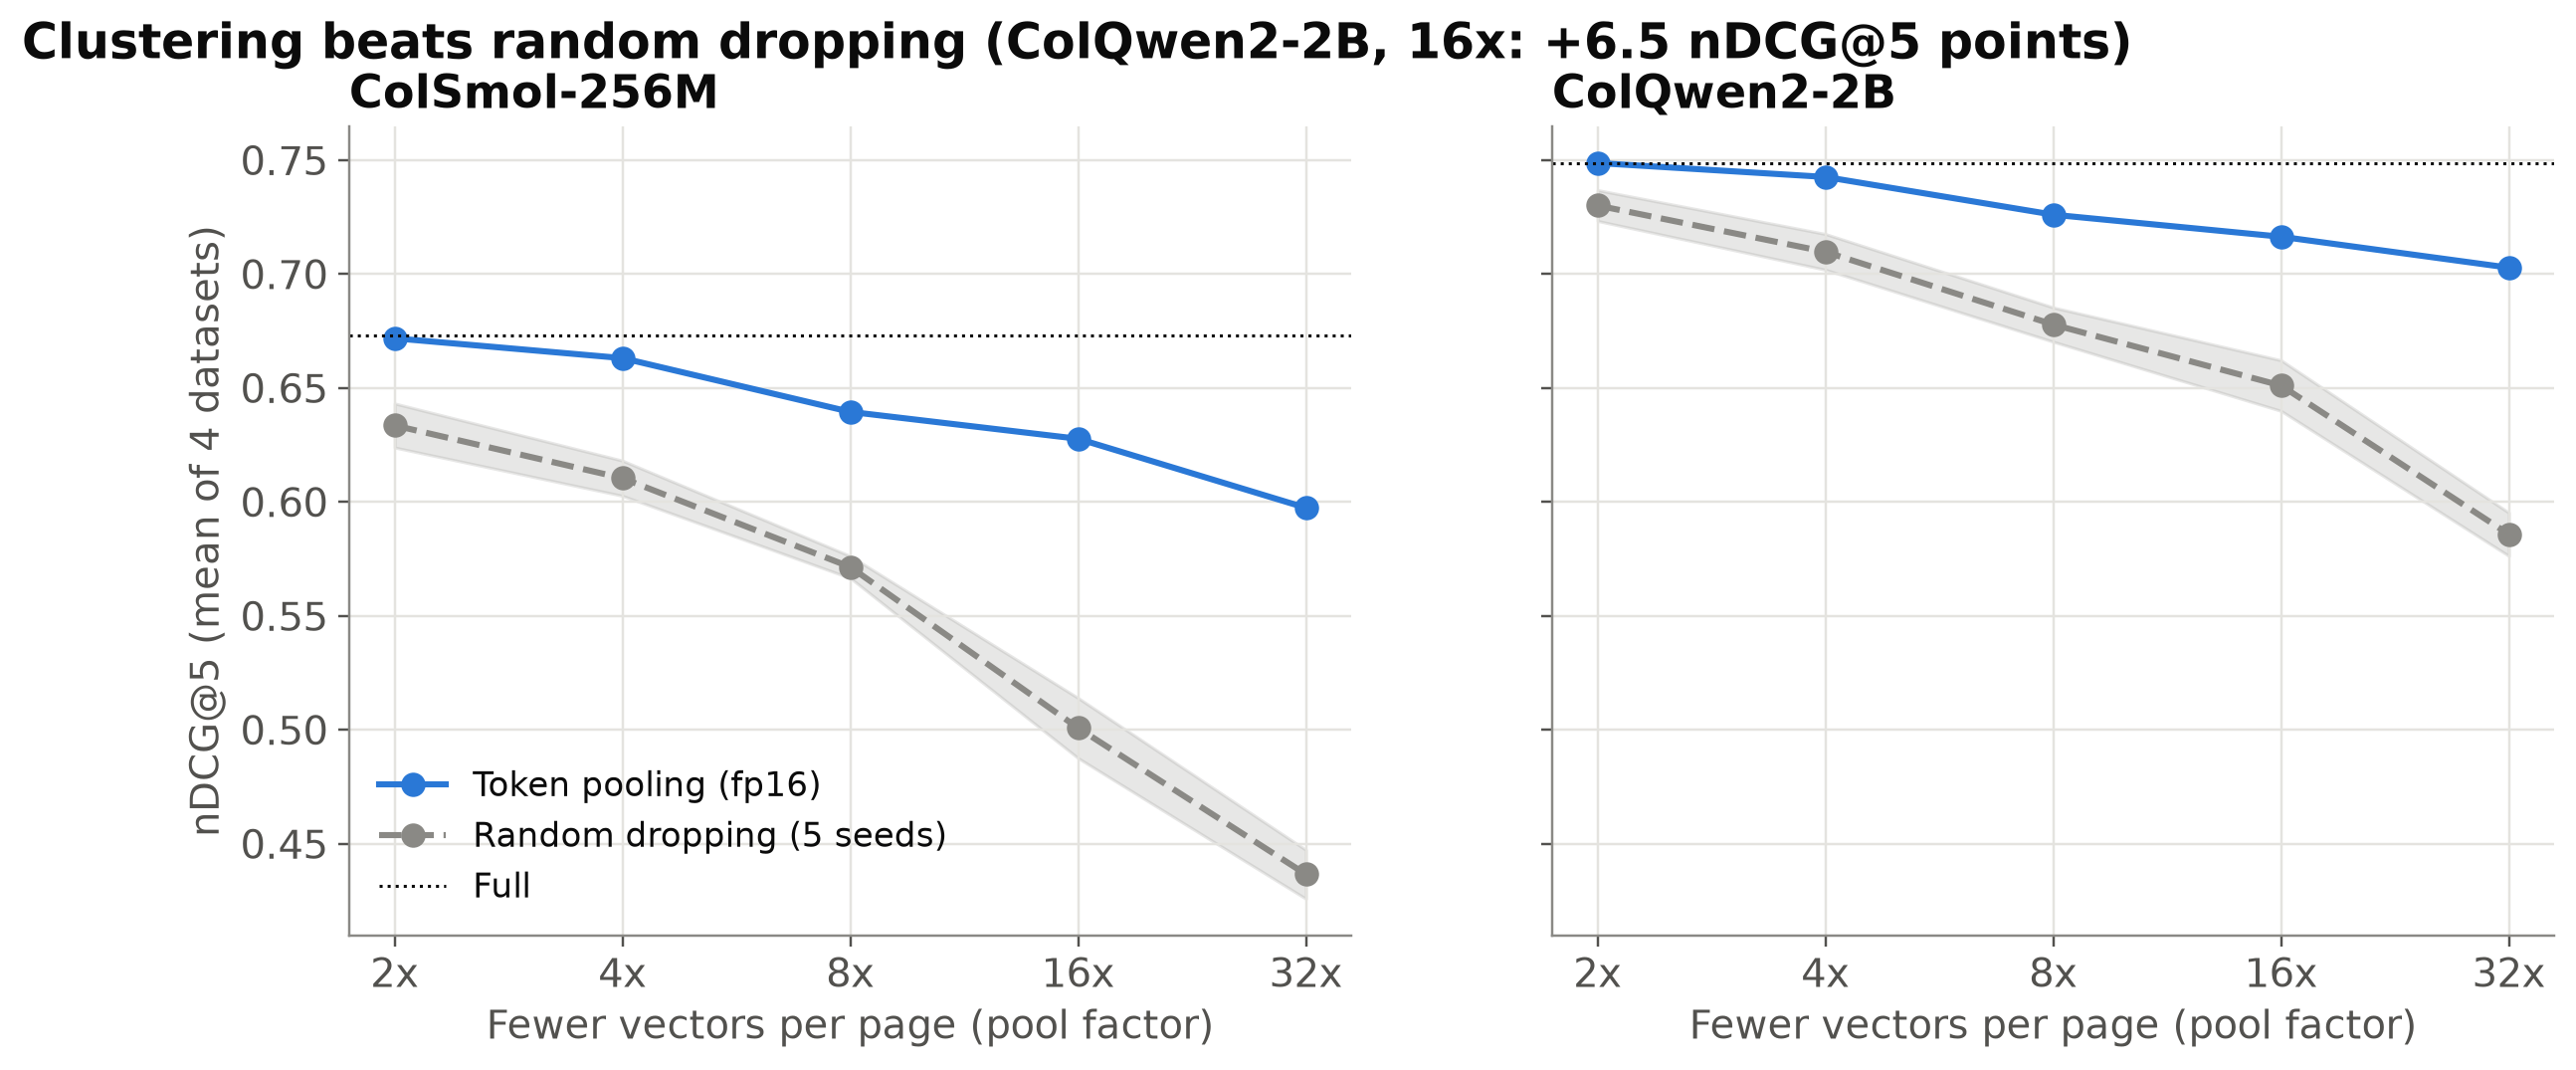 Clustering beats random dropping (ColQwen2-2B, 16x: +6.5 nDCG@5 points)
ColSmol-256M
nDCG@5 (mean of 4 datasets)
0.75
0.70
0.65
0.60
0.55
0.50
0.45
Token pooling (fp16)
Random dropping (5 seeds)
Full
2x 4x 8x 16x 32x
Fewer vectors per page (pool factor)
ColQwen2-2B
2x 4x 8x 16x 32x
Fewer vectors per page (pool factor)